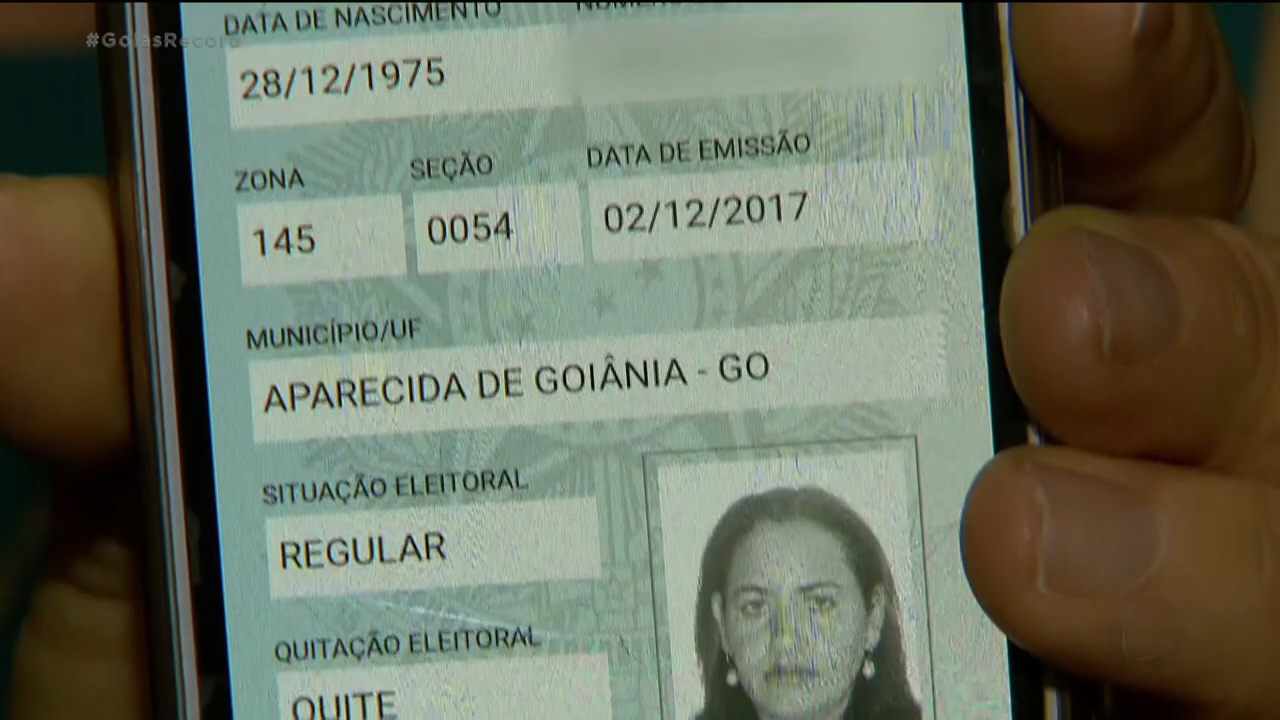 #GoiásRecord
DATA DE NASCIMENTO
28/12/1975
ZONA SEÇÃO DATA DE EMISSÃO
145 0054 02/12/2017
MUNICÍPIO/UF
APARECIDA DE GOIÂNIA - GO
SITUAÇÃO ELEITORAL
REGULAR
QUITAÇÃO ELEITORAL
QUITE